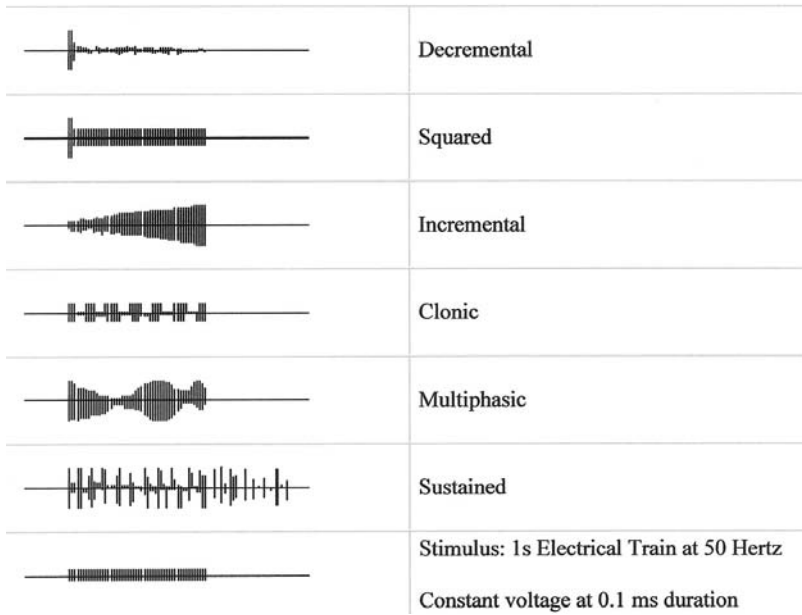 Decremental
Squared
Incremental
Clonic
Multiphasic
Sustained
Stimulus: 1s Electrical Train at 50 Hertz
Constant voltage at 0.1 ms duration